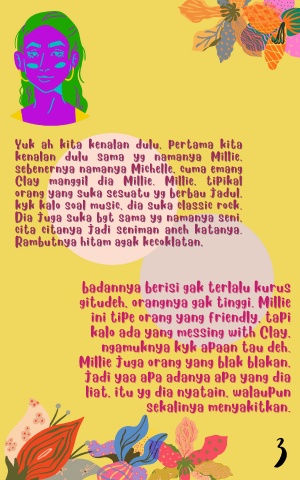 Yuk ah kita kenalan dulu. Pertama kita
kenalan dulu sama yg namanya Millie,
sebenernya namanya Michelle, cuma emang
Clay manggil dia Millie. Millie, tipikal
orang yang suka sesuatu yg berbau jadul,
kyk kalo soal music, dia suka classic rock.
Dia juga suka bgt sama yg namanya seni,
cita citanya jadi seniman aneh katanya.
Rambutnya hitam agak kecoklatan,
badannya berisi gak terlalu kurus
gitudeh, orangnya gak tinggi. Millie
ini tipe orang yang friendly, tapi
kalo ada yang messing with Clay,
ngamuknya kyk apaan tau deh.
Millie juga orang yang blak blakan,
jadi yaa apa adanya apa yang dia
liat, itu yg dia nyatain, walaupun
sekalinya menyakitkan.
3